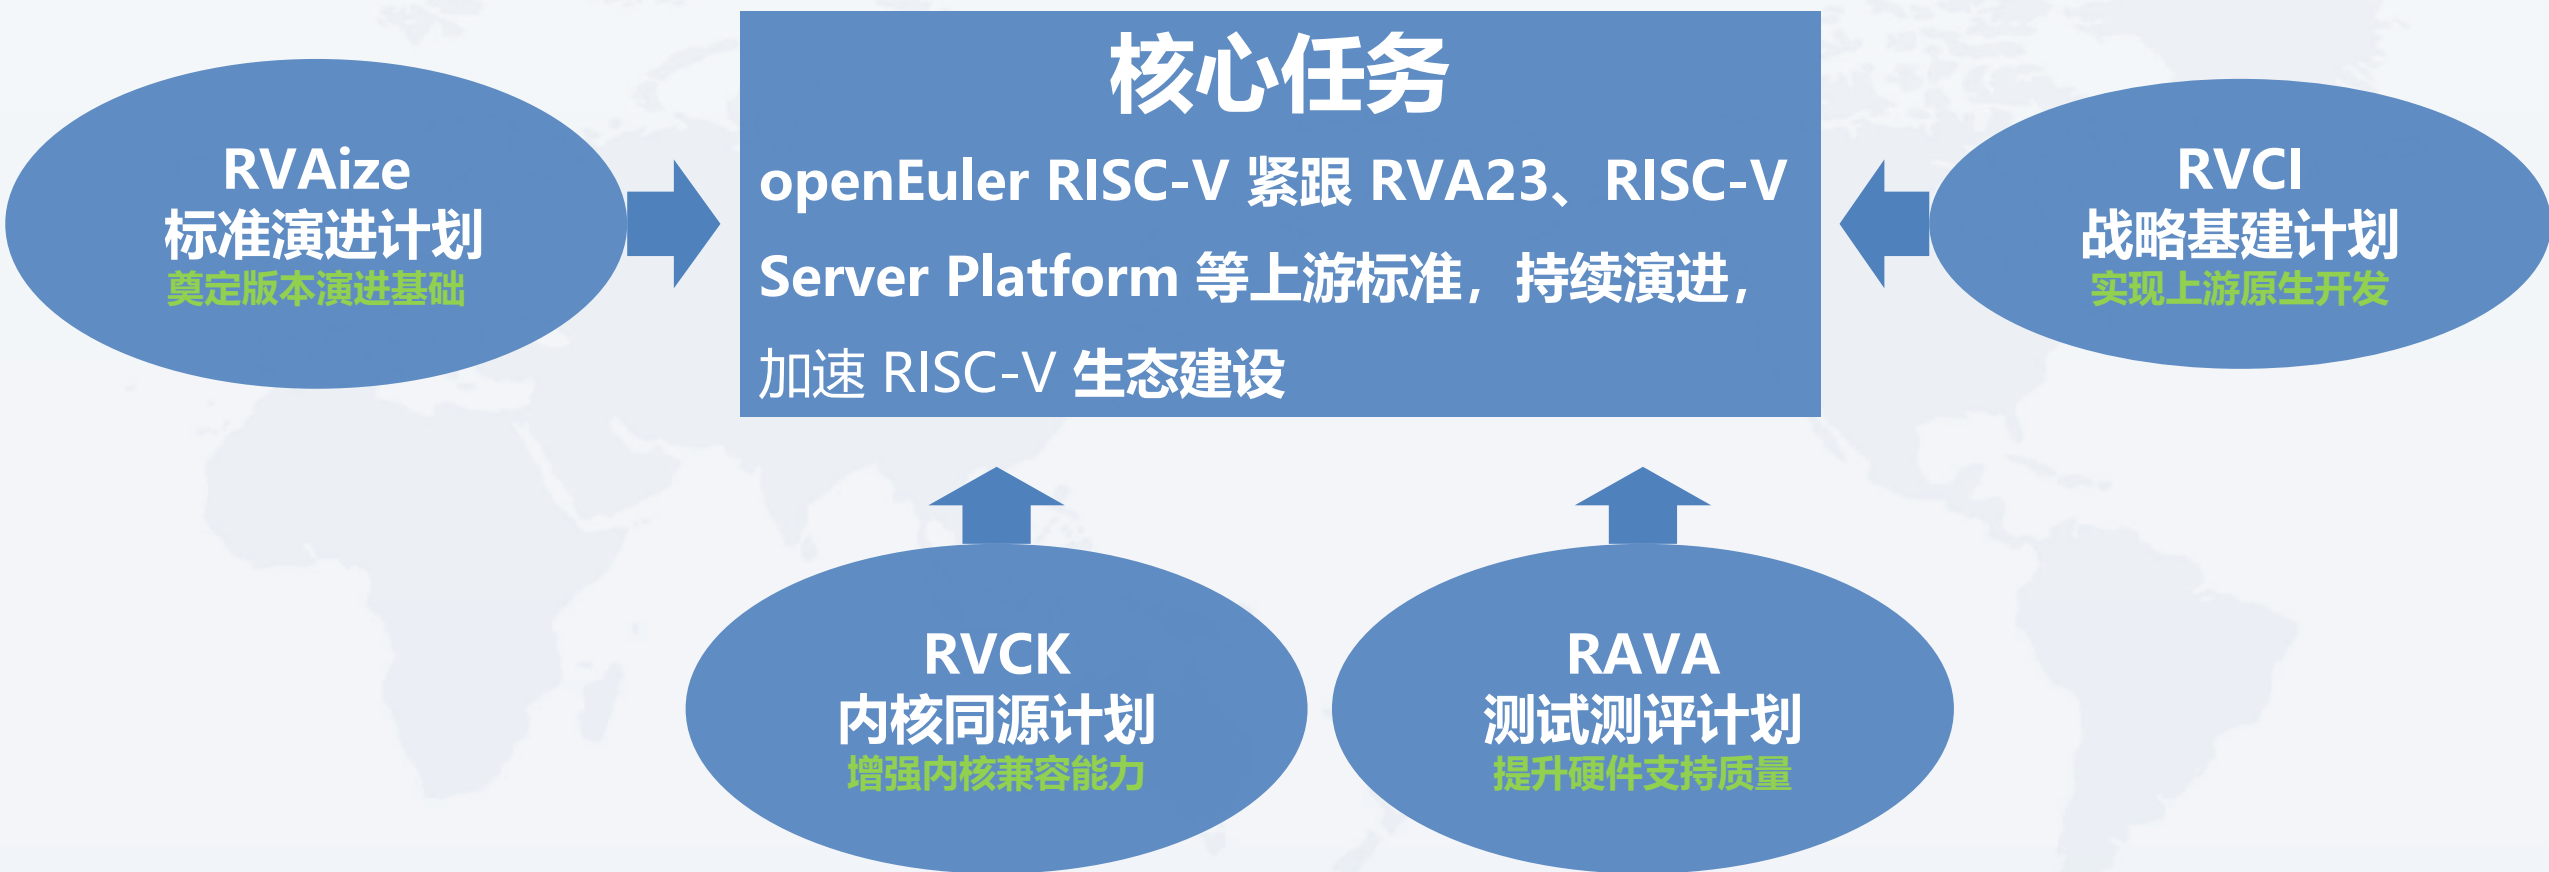 核心任务
openEuler RISC-V 紧跟 RVA23、RISC-V
Server Platform 等上游标准，持续演进，
加速 RISC-V 生态建设
RVAize
标准演进计划
奠定版本演进基础
RVCI
战略基建计划
实现上游原生开发
RVCK
内核同源计划
增强内核兼容能力
RAVA
测试测评计划
提升硬件支持质量